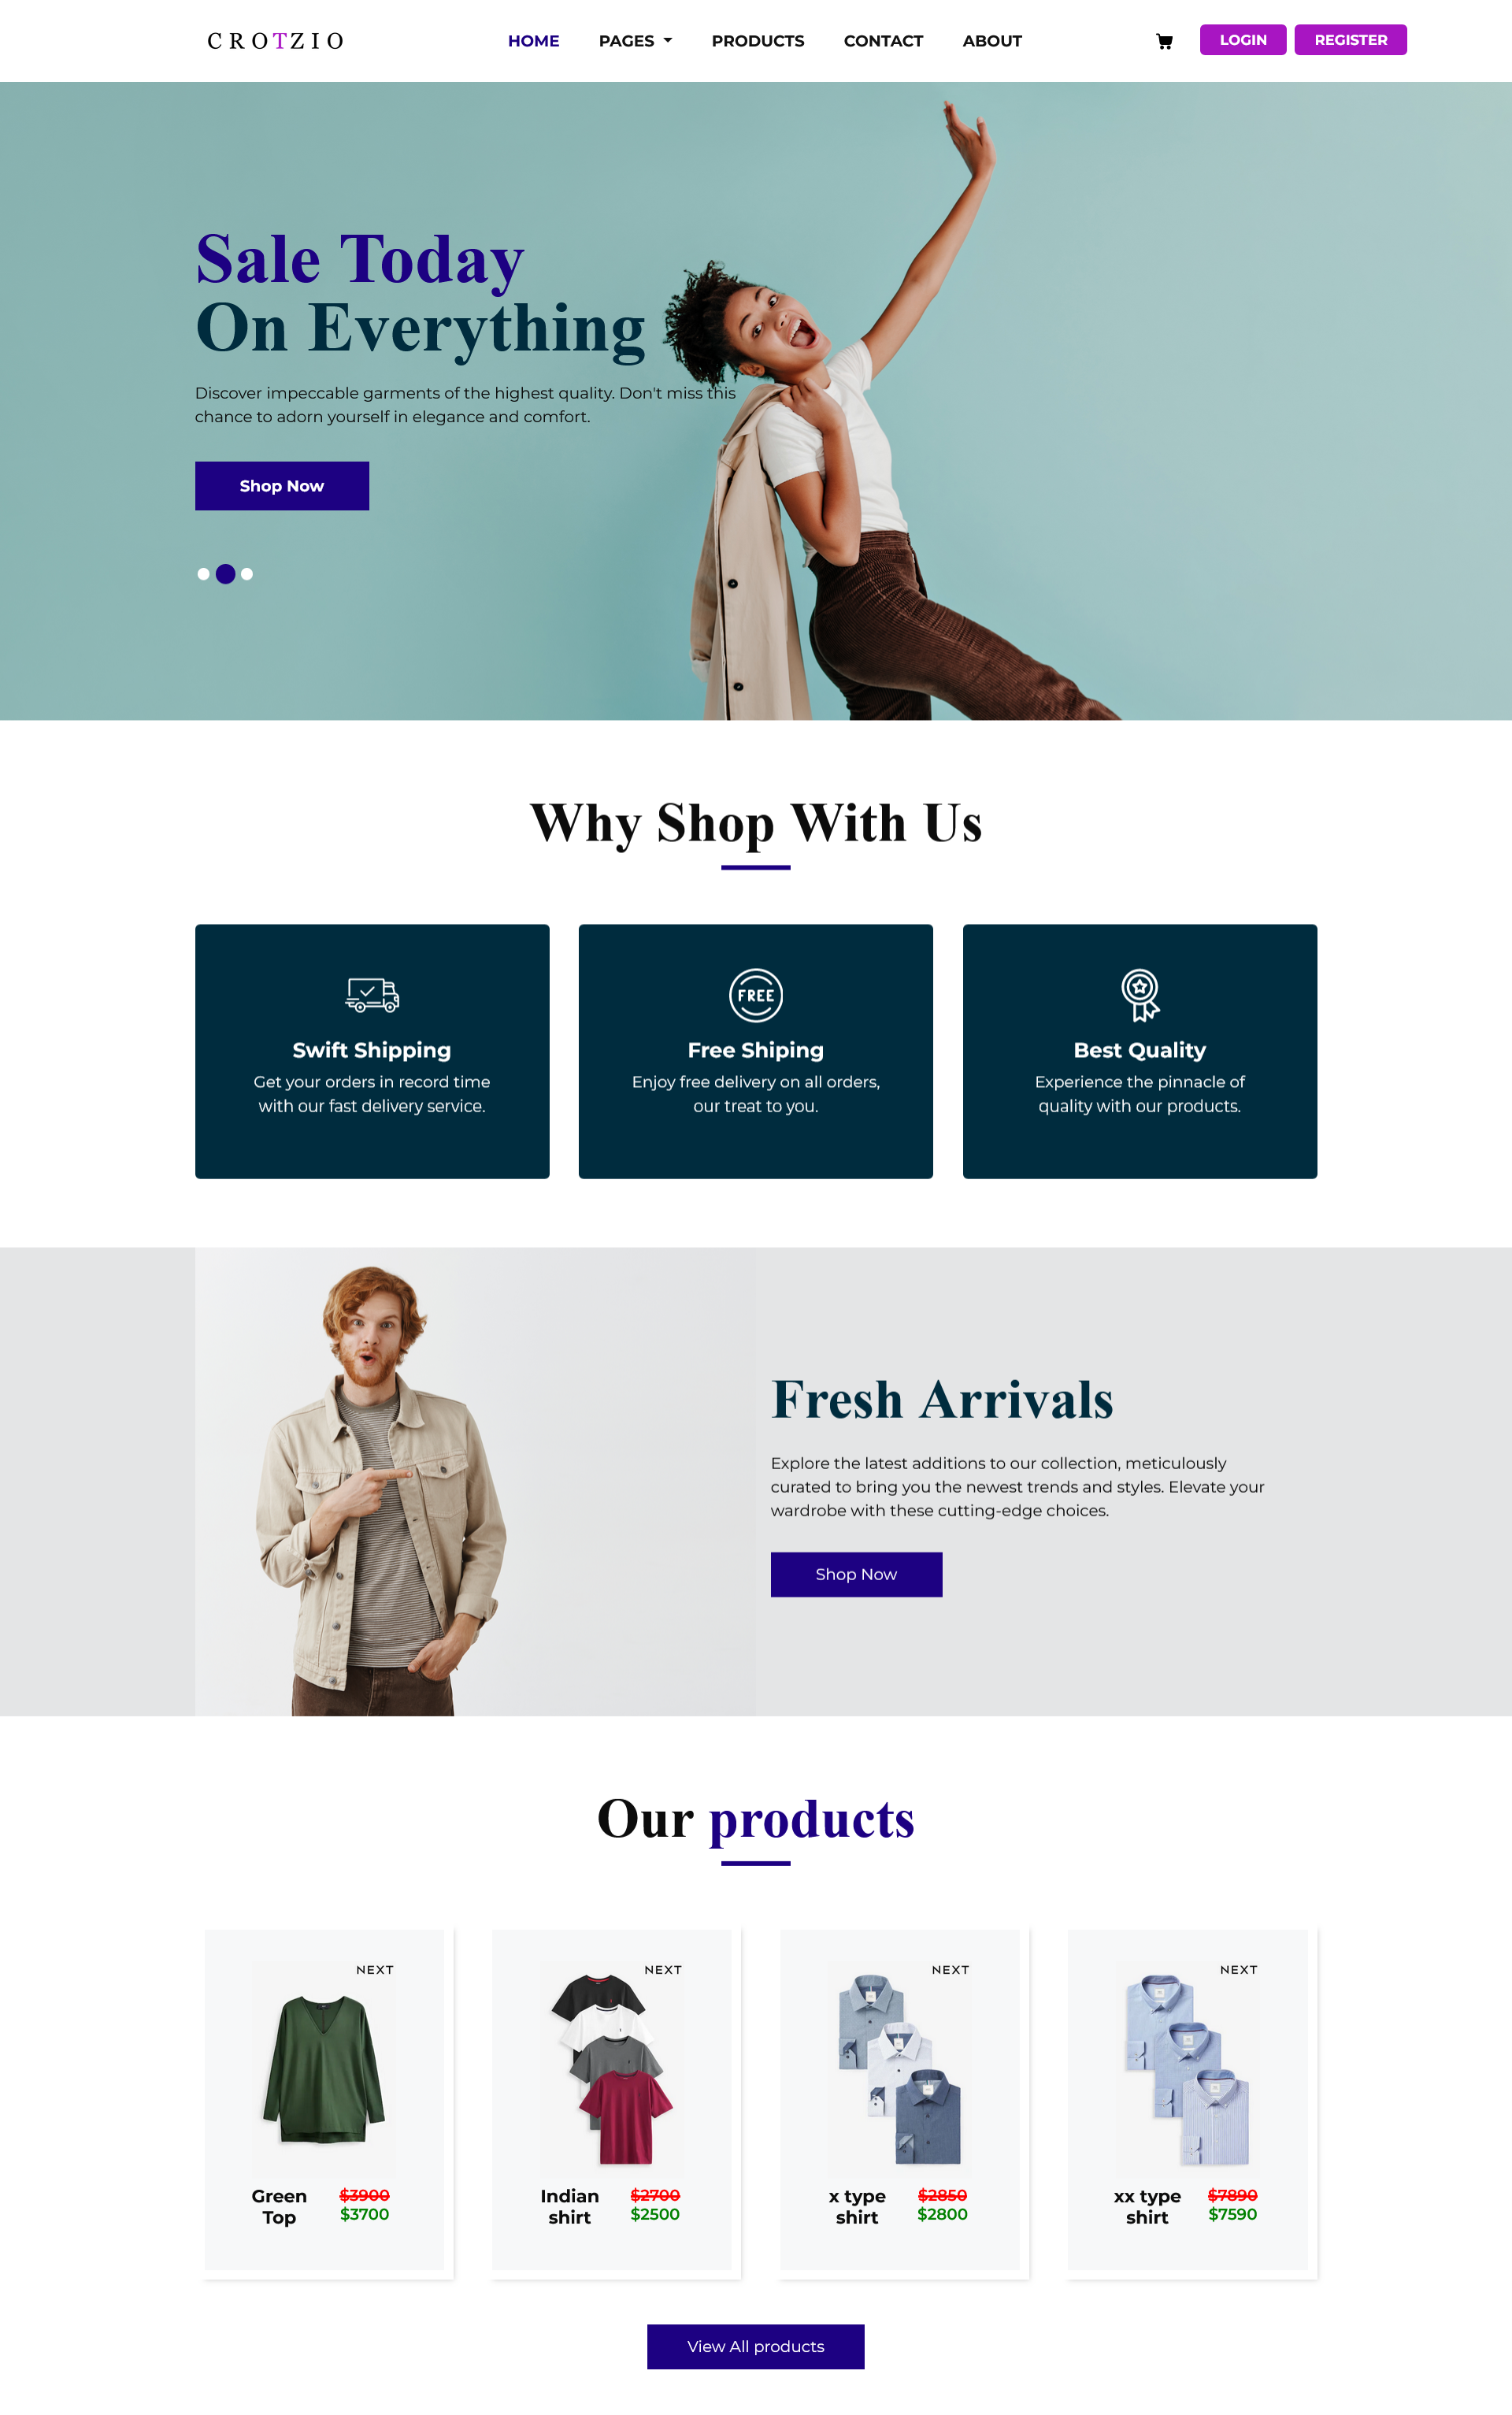 CROTZIO
HOME PAGES PRODUCTS CONTACT ABOUT LOGIN REGISTER
Sale Today
On Everything
Discover impeccable garments of the highest quality. Don't miss this
chance to adorn yourself in elegance and comfort.
Shop Now
Why Shop With Us
FREE
Swift Shipping
Get your orders in record time
with our fast delivery service.
Free Shiping
Enjoy free delivery on all orders,
our treat to you.
Best Quality
Experience the pinnacle of
quality with our products.
Fresh Arrivals
Explore the latest additions to our collection, meticulously
curated to bring you the newest trends and styles. Elevate your
wardrobe with these cutting-edge choices.
Shop Now
Our products
NEXT
Green
Top
$3900
$3700
NEXT
Indian
shirt
$2700
$2500
NEXT
x type
shirt
$2850
$2800
NEXT
xx type
shirt
$7890
$7590
View All products